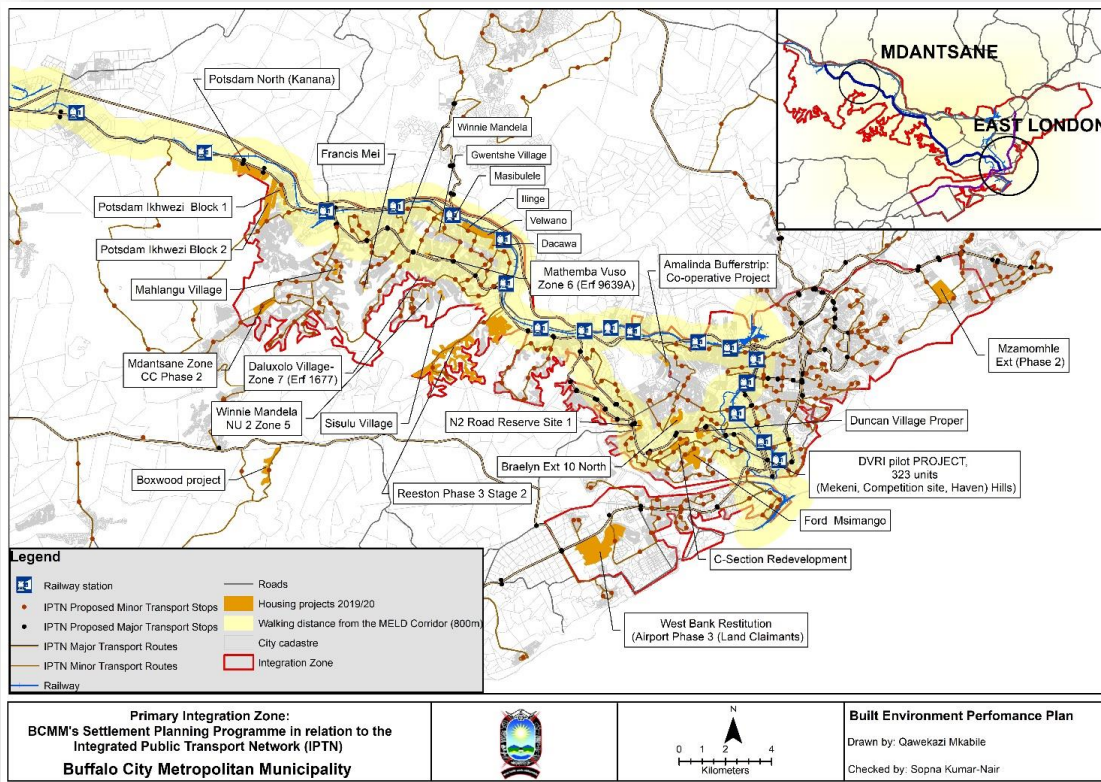 MDANTSANE
EAST LONDON
Potsdam North (Kanana)
Winnie Mandela
Francis Mei
Gwentshe Village
Masibulele
Ilinge
Velwano
Dacawa
Potsdam Ikhwezi Block 1
Potsdam Ikhwezi Block 2
Mahlangu Village
Mathemba Vuso
Zone 6 (Erf 9639A)
Amalinda Bufferstrip:
Co-operative Project
Mdantsane Zone
CC Phase 2
Daluxolo Village-
Zone 7 (Erf 1677)
Winnie Mandela
NU 2 Zone 5
Sisulu Village
Mzamomhle
Ext (Phase 2)
N2 Road Reserve Site 1
Duncan Village Proper
Boxwood project
Braelyn Ext 10 North
Reeston Phase 3 Stage 2
DVRI pilot PROJECT,
323 units
(Mekeni, Competition site, Haven) Hills)
Ford Msimango
C-Section Redevelopment
West Bank Restitution
(Airport Phase 3 (Land Claimants)
Legend
Railway station
IPTN Proposed Minor Transport Stops
IPTN Proposed Major Transport Stops
IPTN Major Transport Routes
IPTN Minor Transport Routes
Railway
Roads
Housing projects 2019/20
Walking distance from the MELD Corridor (800m)
City cadastre
Integration Zone
Primary Integration Zone:
BCMM's Settlement Planning Programme in relation to the
Integrated Public Transport Network (IPTN)
Buffalo City Metropolitan Municipality
N
0 1 2 4
Kilometers
Built Environment Perfomance Plan
Drawn by: Qawekazi Mkabile
Checked by: Sopna Kumar-Nair